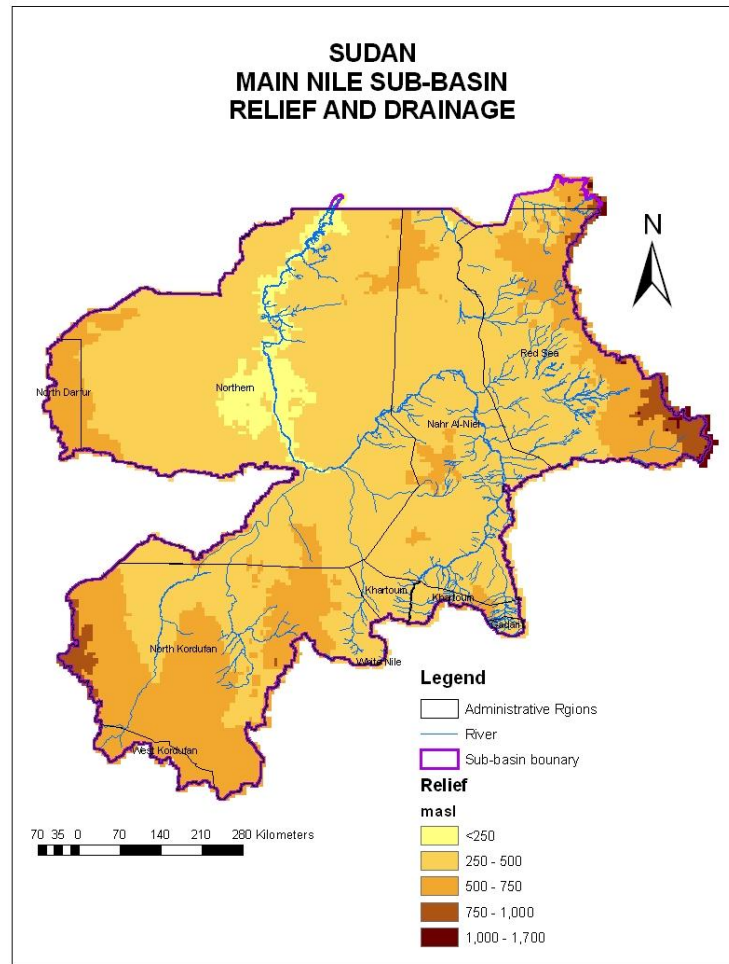 SUDAN
MAIN NILE SUB-BASIN
RELIEF AND DRAINAGE
N
Red Sea
North Darfur
Northern
Nahr Al-Nier
Khartoum
Khartoum
North Kordufan
White Nile
West Kordufan
Legend
Administrative Rgions
River
Sub-basin bounary
Relief
masl
<250
250 - 500
500 - 750
750 - 1,000
1,000 - 1,700
70 35 0 70 140 210 280 Kilometers